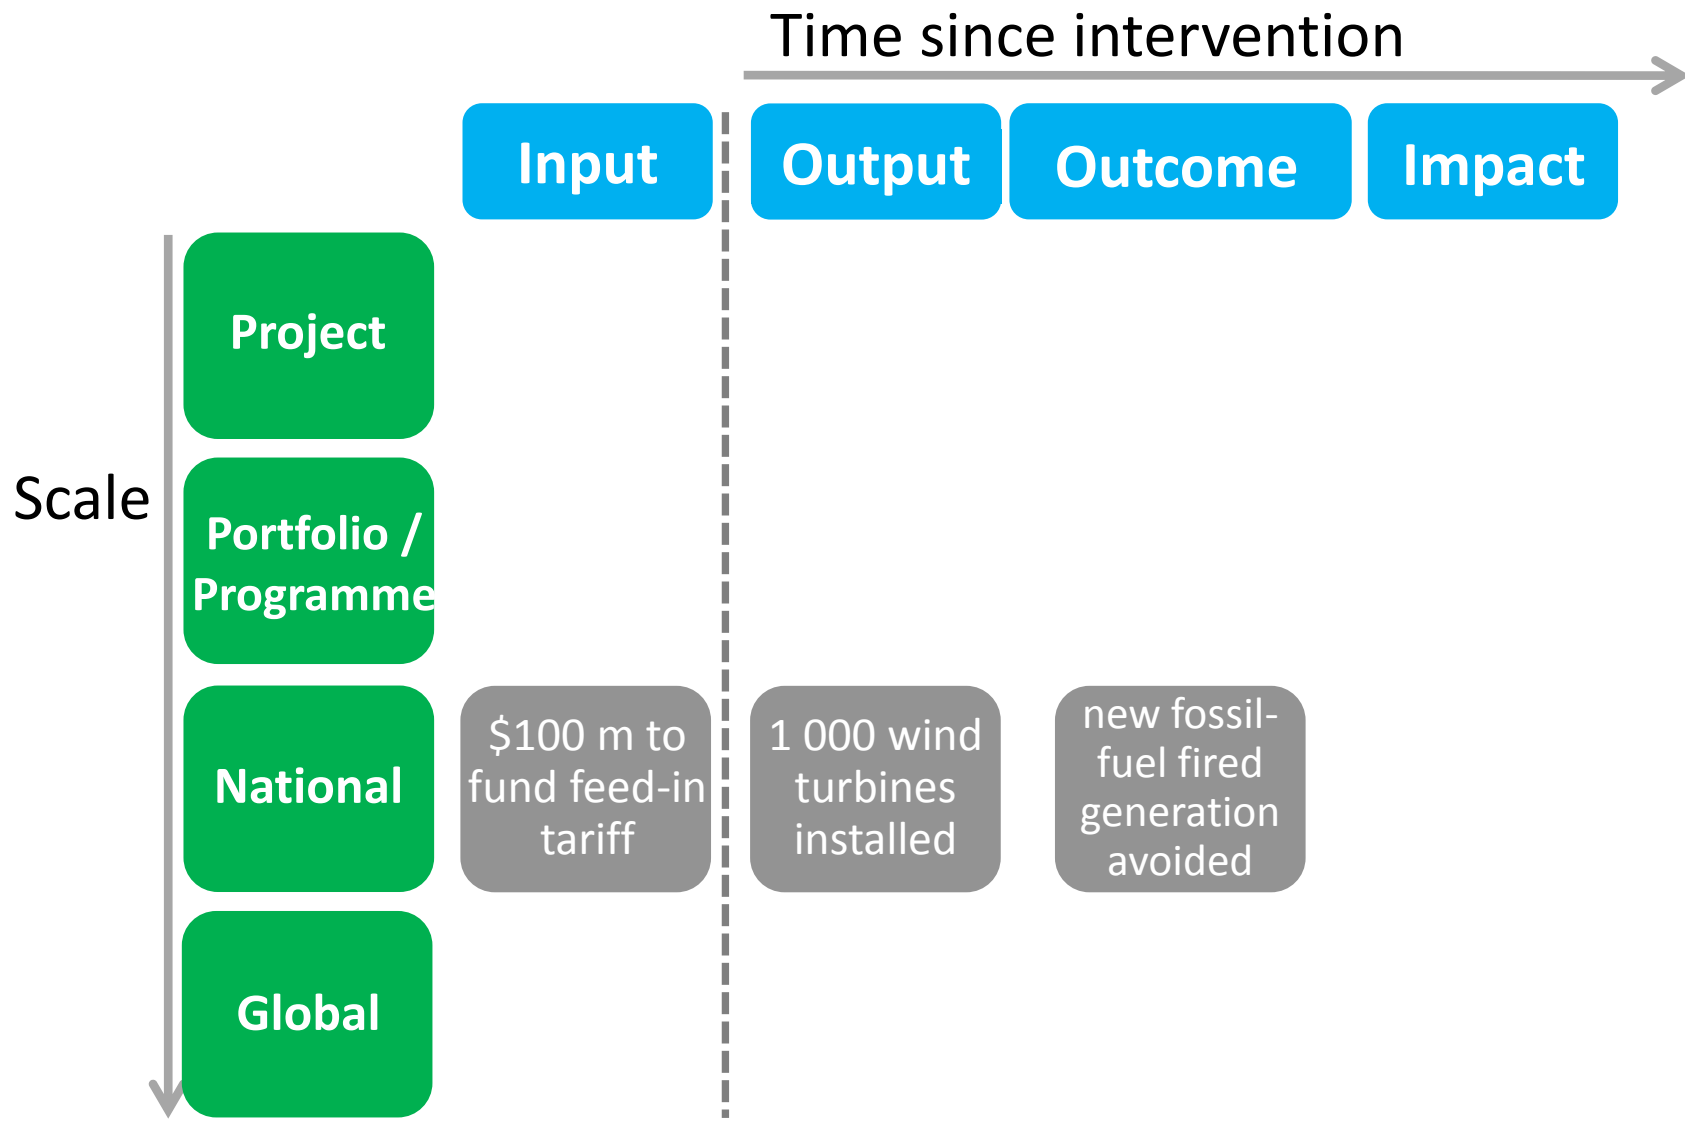 Time since intervention
Input
Output
Outcome
Impact
Scale
Project
Portfolio /
Programme
National
$100 m to
fund feed-in
tariff
1 000 wind
turbines
installed
new fossil-
fuel fired
generation
avoided
Global